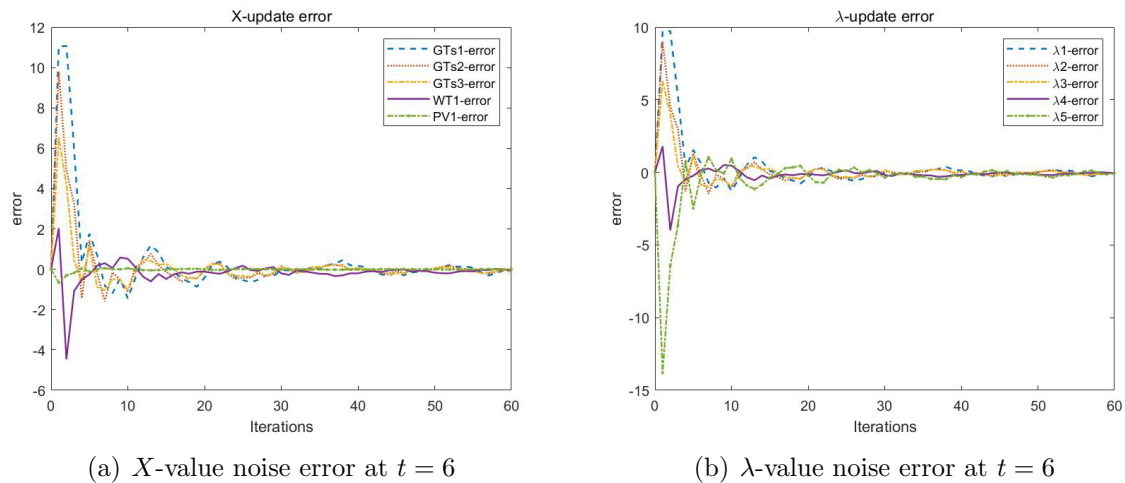 X-update error
12
10
8
6
4
2
0
-2
-4
-6
error
0 10 20 30 40 50 60
Iterations
GTs1-error
GTs2-error
GTs3-error
WT1-error
PV1-error
(a) X-value noise error at t = 6
λ-update error
10
5
0
-5
-10
-15
error
0 10 20 30 40 50 60
Iterations
λ1-error
λ2-error
λ3-error
λ4-error
λ5-error
(b) λ-value noise error at t = 6